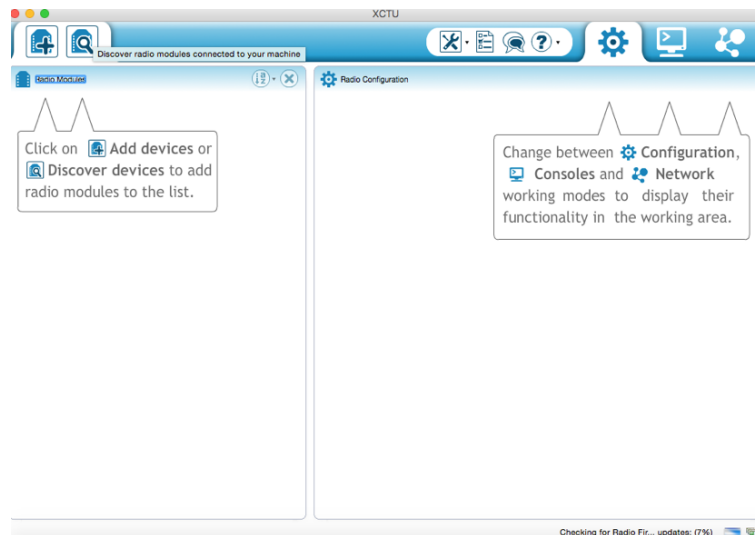 XCTU
Discover radio modules connected to your machine
Radio Modules
Radio Configuration
Click on Add devices or
Discover devices to add
radio modules to the list.
Change between Configuration,
Consoles and Network
working modes to display their
functionality in the working area.
Checking for Radio Fir... updates: (7%)